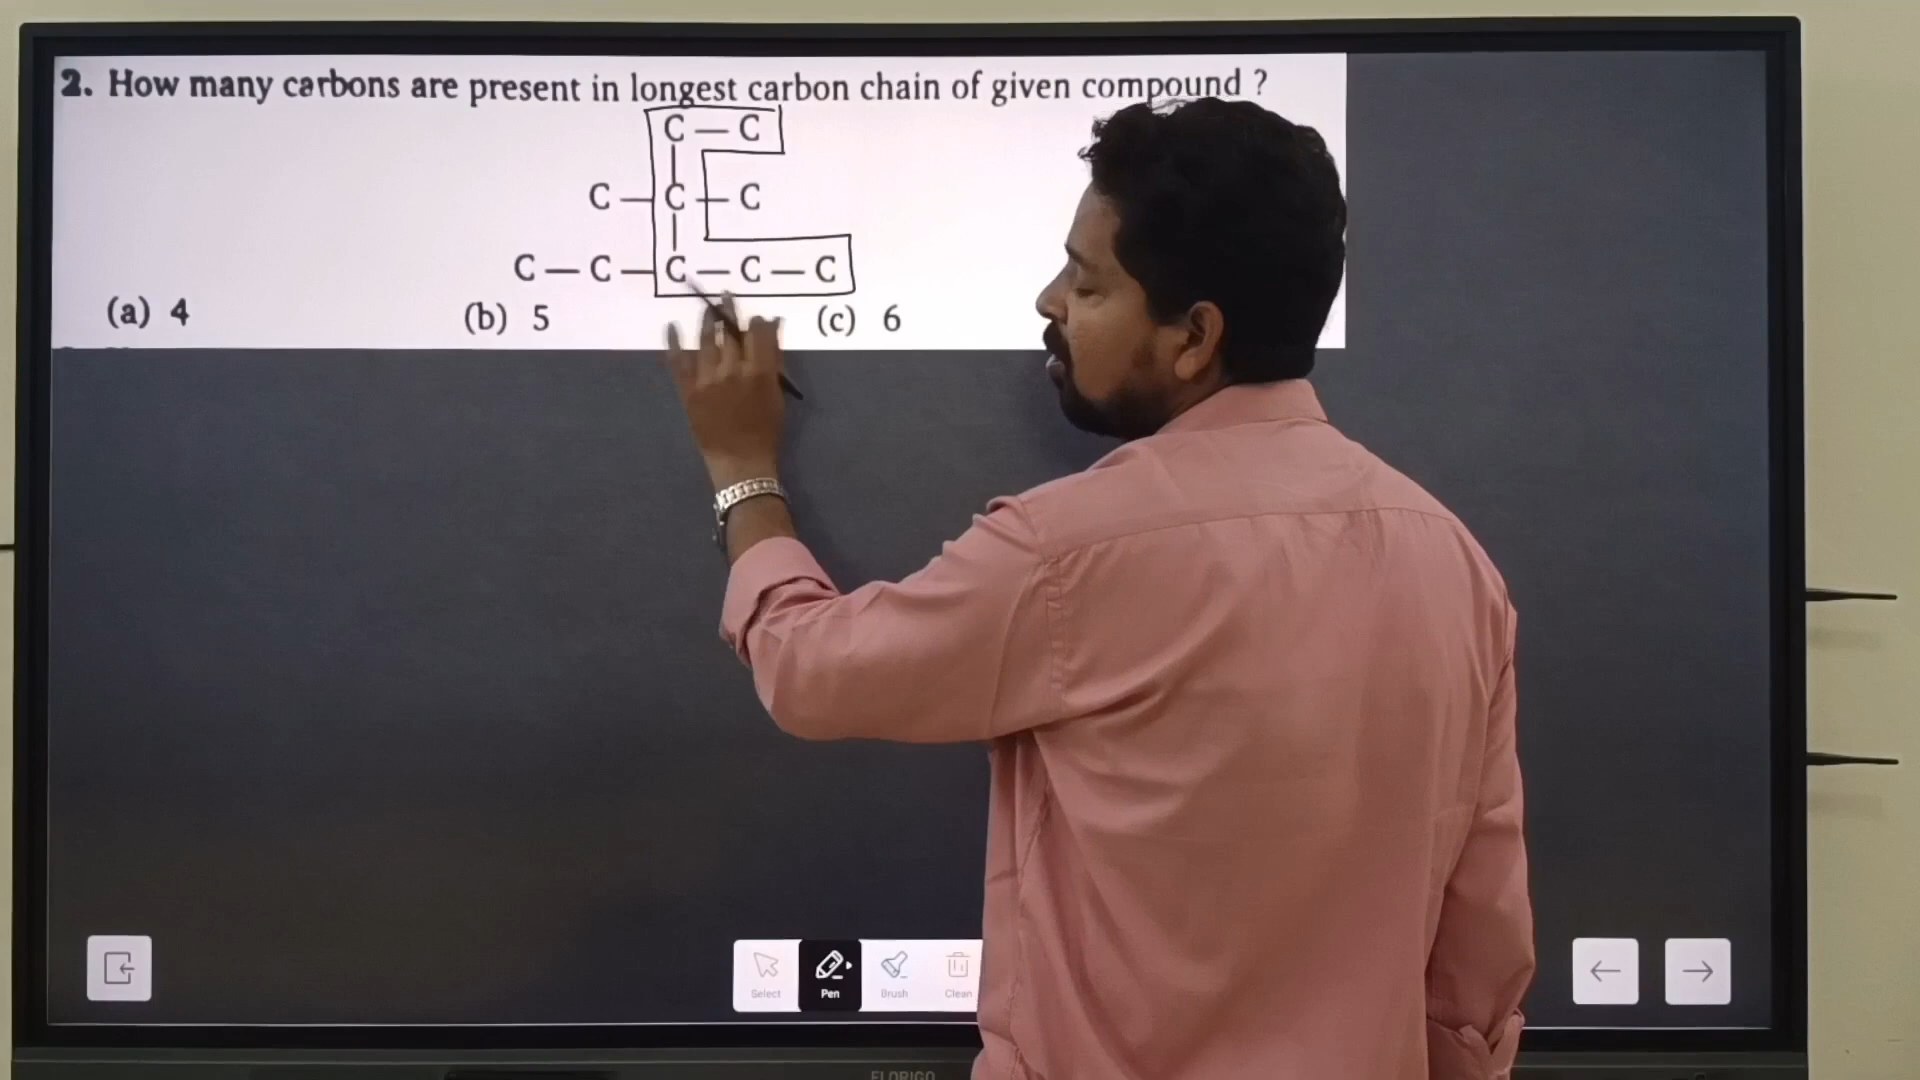 2. How many carbons are present in longest carbon chain of given compound ?
C — C
C — C — C
C — C — C — C — C
(a) 4 (b) 5 (c) 6
Select Pen Brush Clean